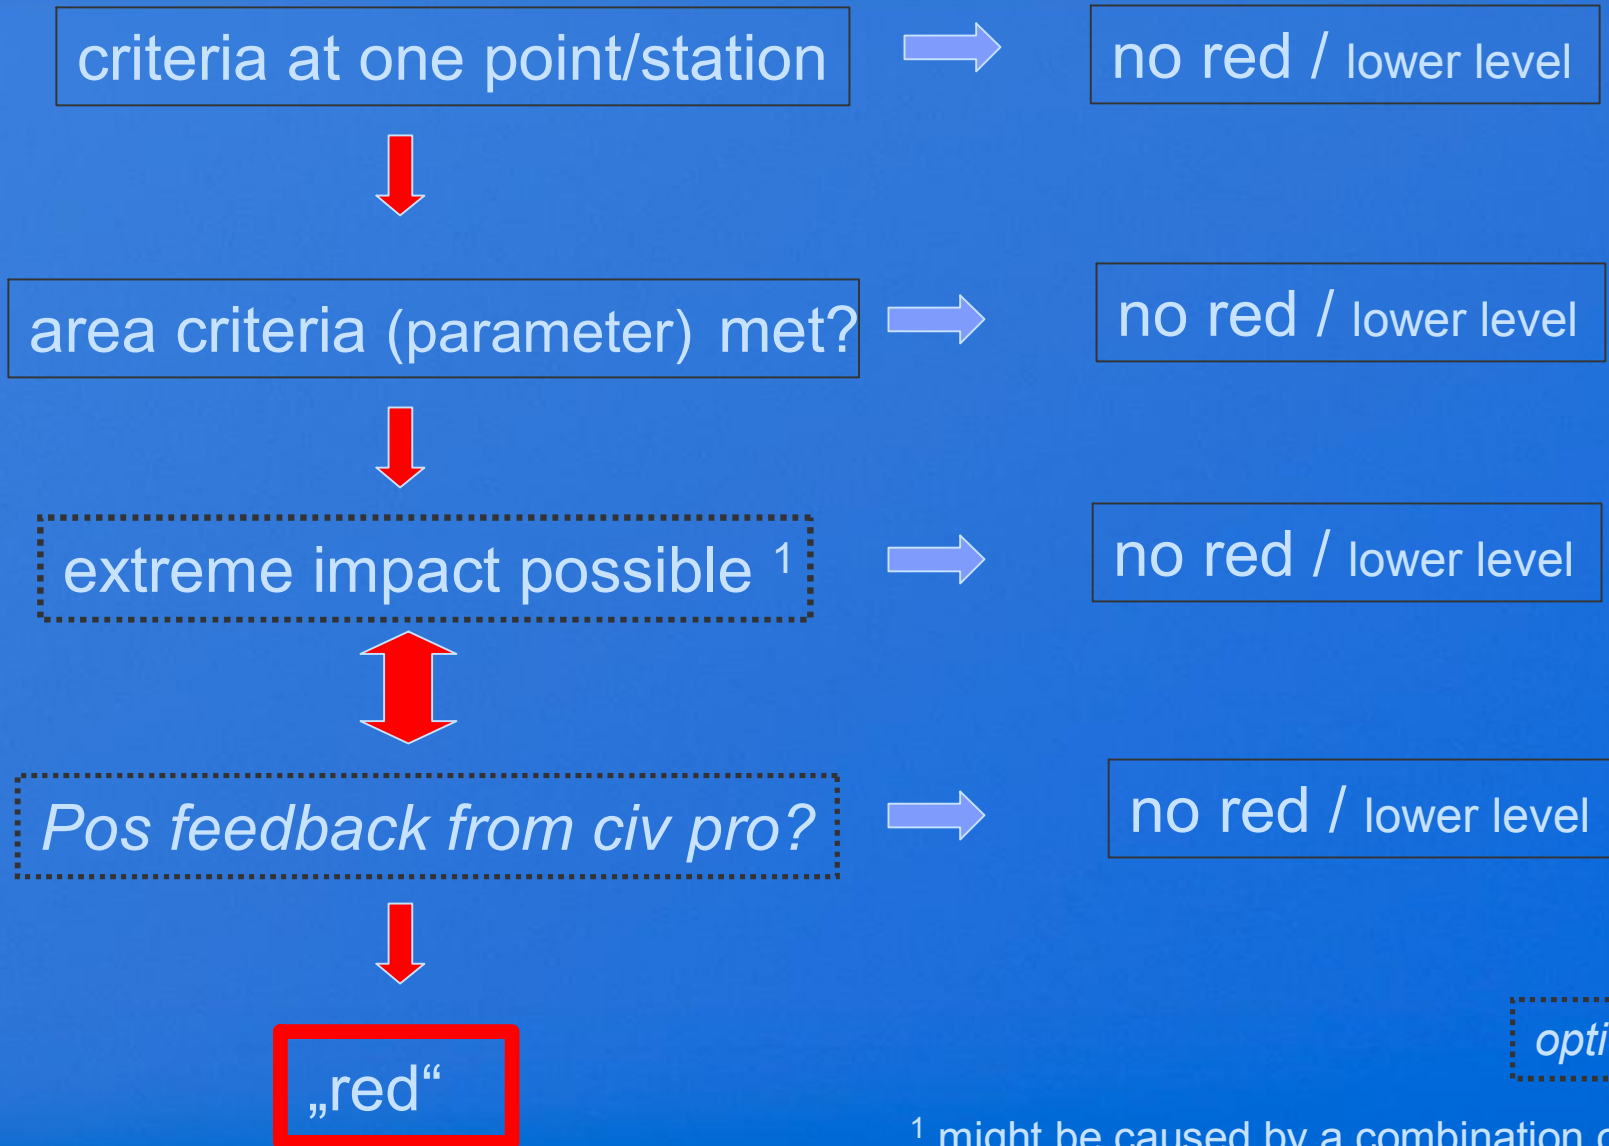 criteria at one point/station
no red / lower level
area criteria (parameter) met?
no red / lower level
extreme impact possible ¹
no red / lower level
Pos feedback from civ pro?
no red / lower level
„red“
¹ might be caused by a combination